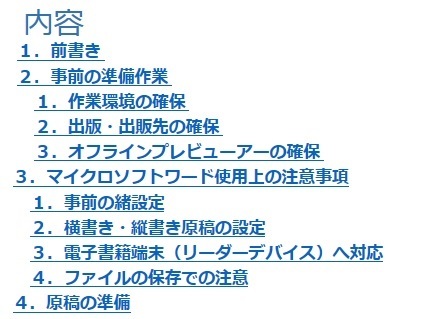 内容
１．前書き
２．事前の準備作業
１．作業環境の確保
２．出版・出販先の確保
３．オフラインプレビューアーの確保
３．マイクロソフトワード使用上の注意事項
１．事前の緒設定
２．横書き・縦書き原稿の設定
３．電子書籍端末（リーダーデバイス）へ対応
４．ファイルの保存での注意
４．原稿の準備